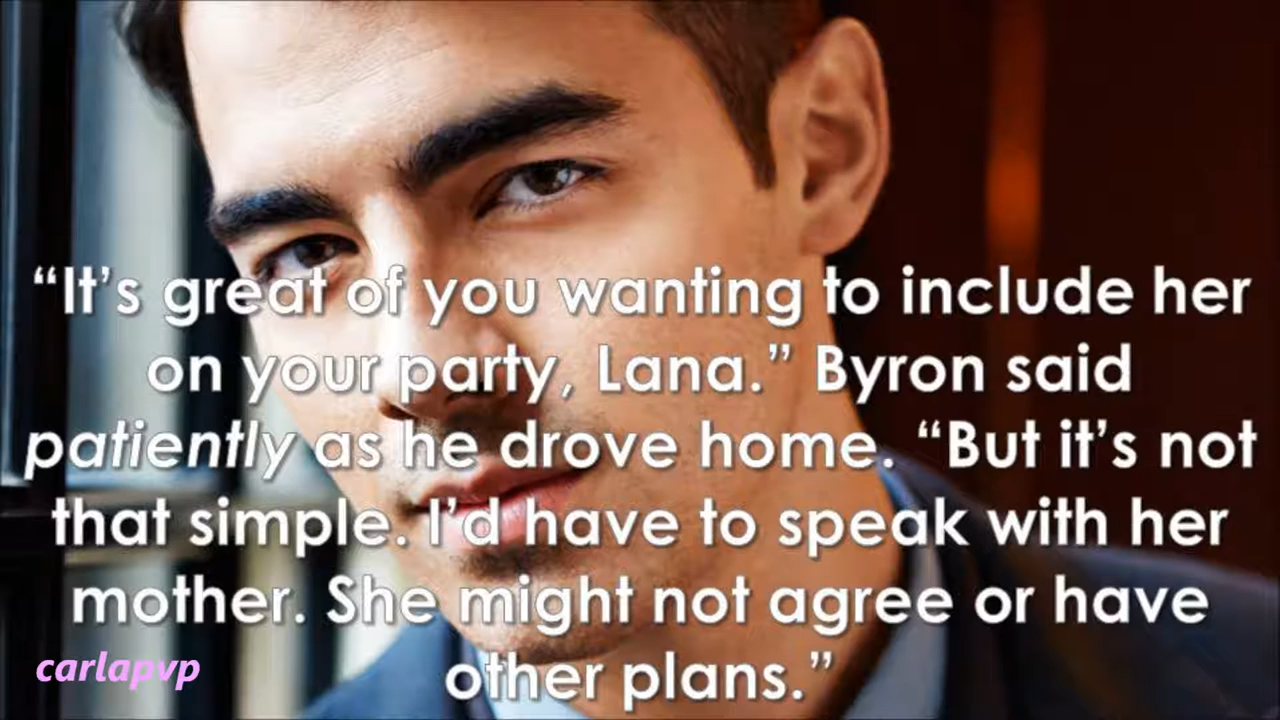 “It’s great of you wanting to include her
on your party, Lana.” Byron said
patiently as he drove home. “But it’s not
that simple. I’d have to speak with her
mother. She might not agree or have
other plans.”
carlapvp